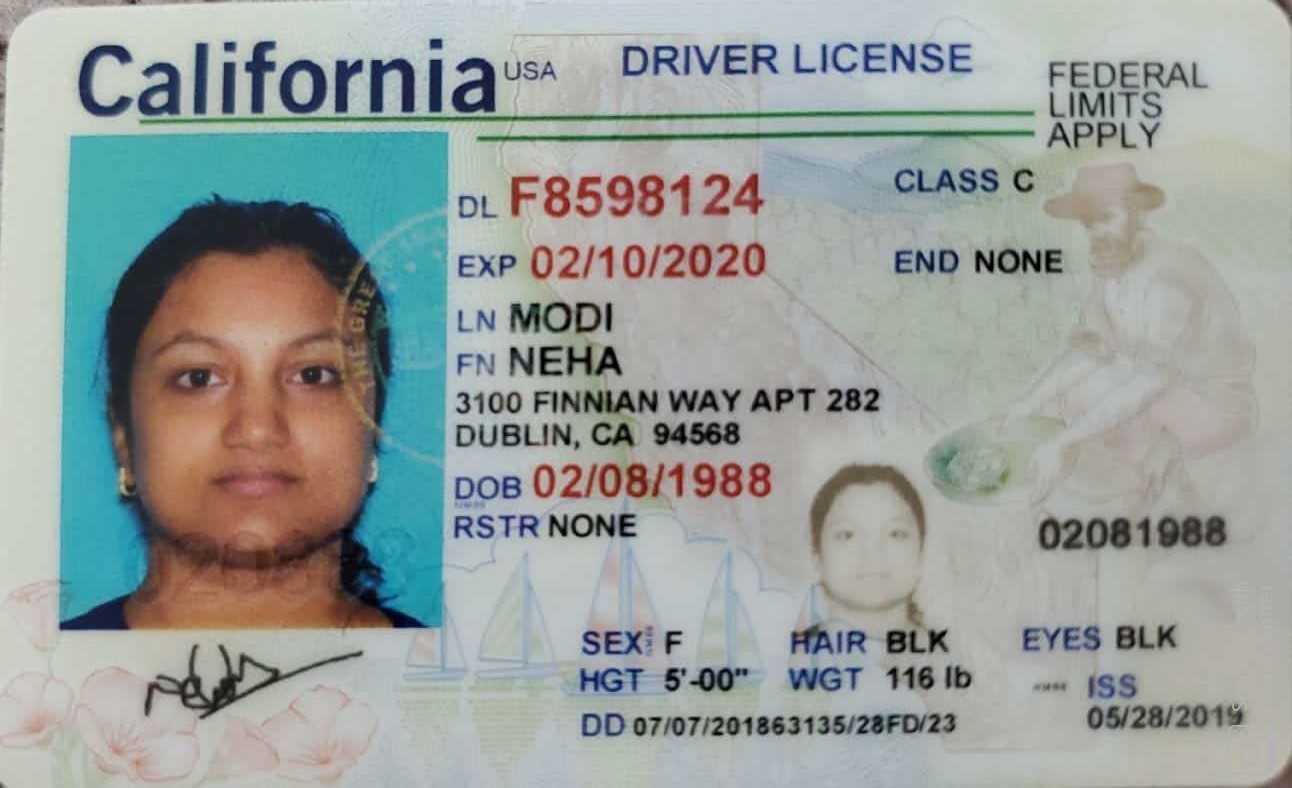 California USA DRIVER LICENSE
FEDERAL
LIMITS
APPLY
DL F8598124 CLASS C
EXP 02/10/2020 END NONE
LN MODI
FN NEHA
3100 FINNIAN WAY APT 282
DUBLIN, CA 94568
DOB 02/08/1988
RSTR NONE
02081988
SEX F HAIR BLK EYES BLK
HGT 5'-00" WGT 116 lb ISS
DD 07/07/201863135/28FD/23 05/28/2019